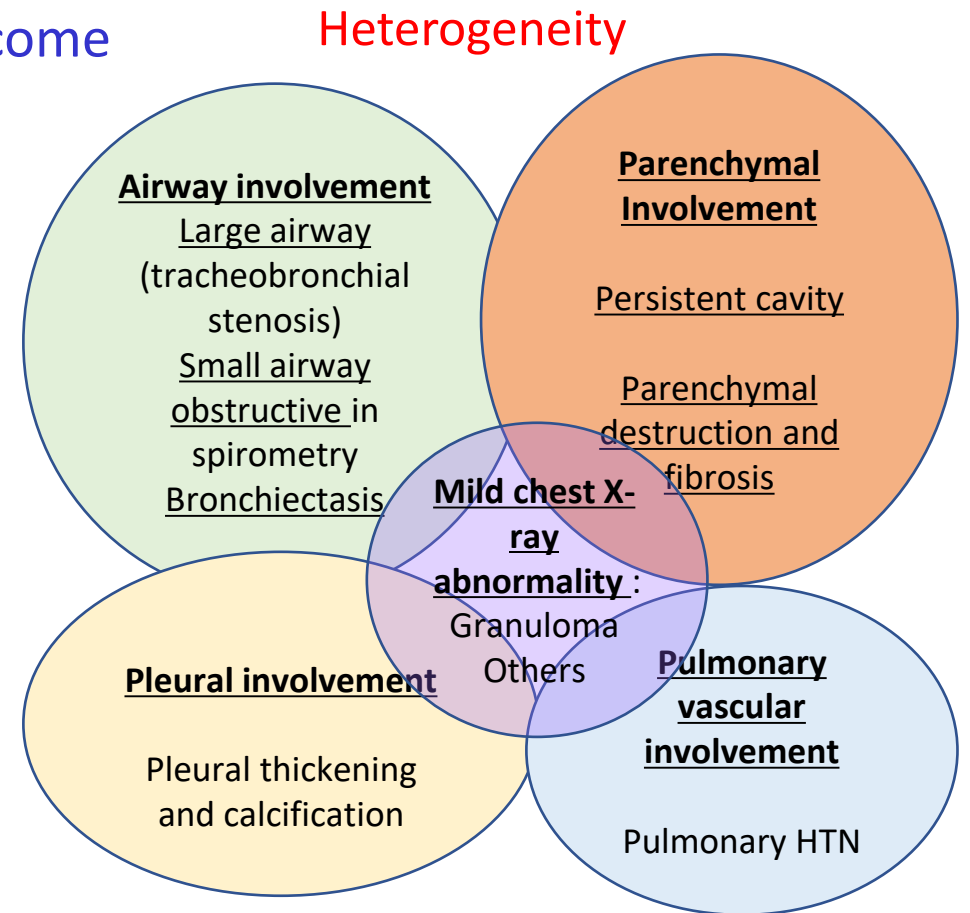 come
Heterogeneity
Airway involvement
Large airway
(tracheobronchial
stenosis)
Small airway
obstructive in
spirometry
Bronchiectasis
Parenchymal
Involvement
Persistent cavity
Parenchymal
destruction and
fibrosis
Mild chest X-
ray
abnormality :
Granuloma
Others
Pleural involvement
Pleural thickening
and calcification
Pulmonary
vascular
involvement
Pulmonary HTN